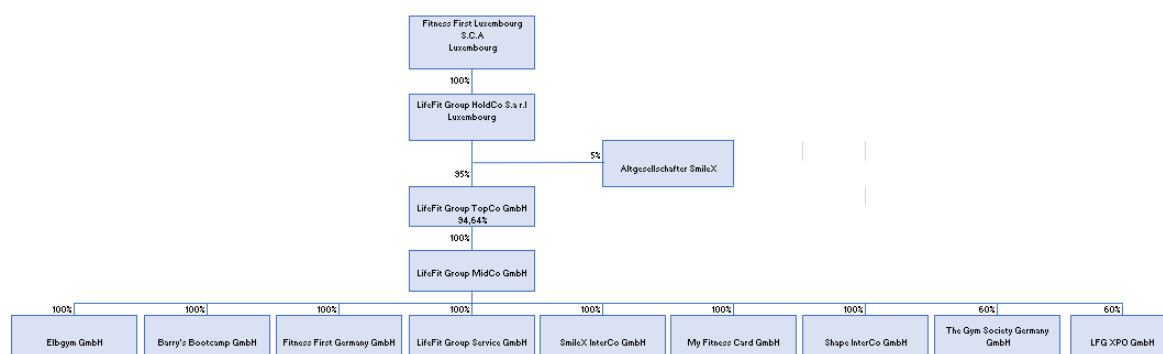 Fitness First Luxembourg
S.C.A
Luxembourg
100%
LifeFit Group HoldCo S.a r.l
Luxembourg
5%
Altgesellschafter SmileX
95%
LifeFit Group TopCo GmbH
94,64%
100%
LifeFit Group MidCo GmbH
100% 100% 100% 100% 100% 100% 100% 60% 60%
Elbgym GmbH
Barry's Bootcamp GmbH
Fitness First Germany GmbH
LifeFit Group Service GmbH
SmileX InterCo GmbH
My Fitness Card GmbH
Shape InterCo GmbH
The Gym Society Germany
GmbH
LFG XPO GmbH